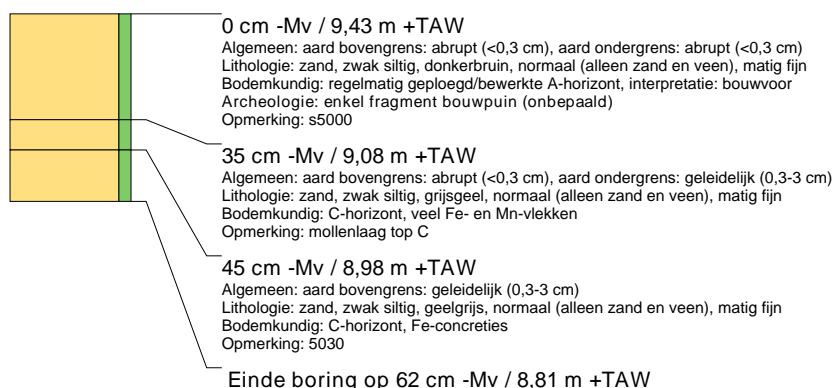 0 cm -Mv / 9,43 m +TAW
Algemeen: aard bovengrens: abrupt (<0,3 cm), aard ondergrens: abrupt (<0,3 cm)
Lithologie: zand, zwak siltig, donkerbruin, normaal (alleen zand en veen), matig fijn
Bodemkundig: regelmatig geploegd/bewerkte A-horizont, interpretatie: bouwvoor
Archeologie: enkel fragment bouwpuin (onbepaald)
Opmerking: s5000
35 cm -Mv / 9,08 m +TAW
Algemeen: aard bovengrens: abrupt (<0,3 cm), aard ondergrens: geleidelijk (0,3-3 cm)
Lithologie: zand, zwak siltig, grijsgeel, normaal (alleen zand en veen), matig fijn
Bodemkundig: C-horizont, veel Fe- en Mn-vlekken
Opmerking: mollenlaag top C
45 cm -Mv / 8,98 m +TAW
Algemeen: aard bovengrens: geleidelijk (0,3-3 cm)
Lithologie: zand, zwak siltig, geelgrijs, normaal (alleen zand en veen), matig fijn
Bodemkundig: C-horizont, Fe-concreties
Opmerking: 5030
Einde boring op 62 cm -Mv / 8,81 m +TAW